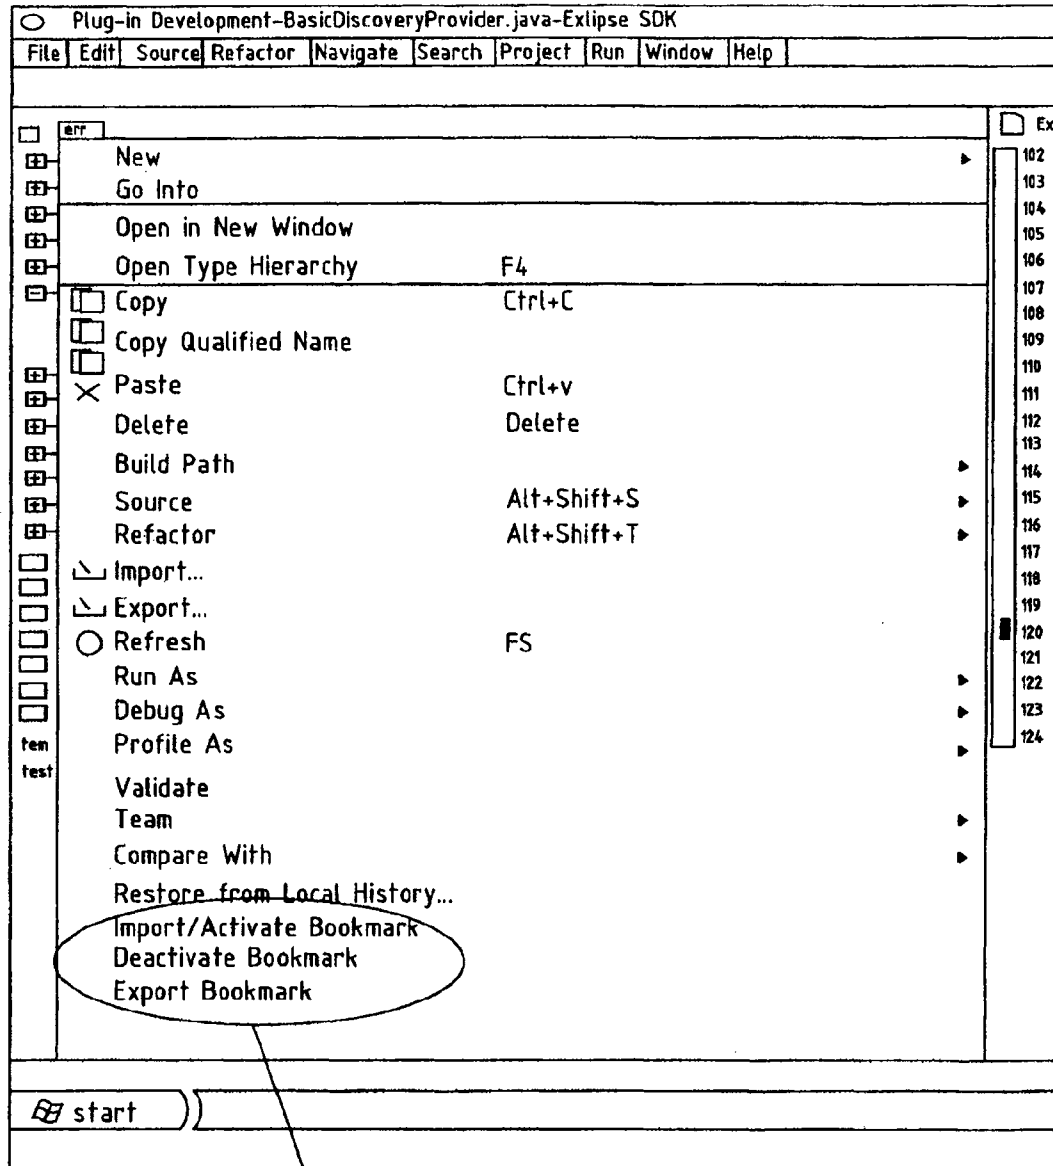 Plug-in Development-BasicDiscoveryProvider.java-Exlipse SDK
File Edit Source Refactor Navigate Search Project Run Window Help
err
Ex
New
Go Into
Open in New Window
Open Type Hierarchy F4
Copy Ctrl+C
Copy Qualified Name
Paste Ctrl+v
Delete Delete
Build Path
Source Alt+Shift+S
Refactor Alt+Shift+T
Import...
Export...
Refresh FS
Run As
Debug As
Profile As
Validate
Team
Compare With
Restore from Local History...
Import/Activate Bookmark
Deactivate Bookmark
Export Bookmark
tem
test
102
103
104
105
106
107
108
109
110
111
112
113
114
115
116
117
118
119
120
121
122
123
124
start